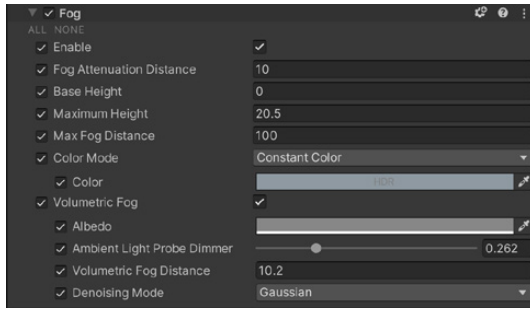 Fog
ALL NONE
Enable
Fog Attenuation Distance 10
Base Height 0
Maximum Height 20.5
Max Fog Distance 100
Color Mode Constant Color
Color HDR
Volumetric Fog
Albedo
Ambient Light Probe Dimmer 0.262
Volumetric Fog Distance 10.2
Denoising Mode Gaussian